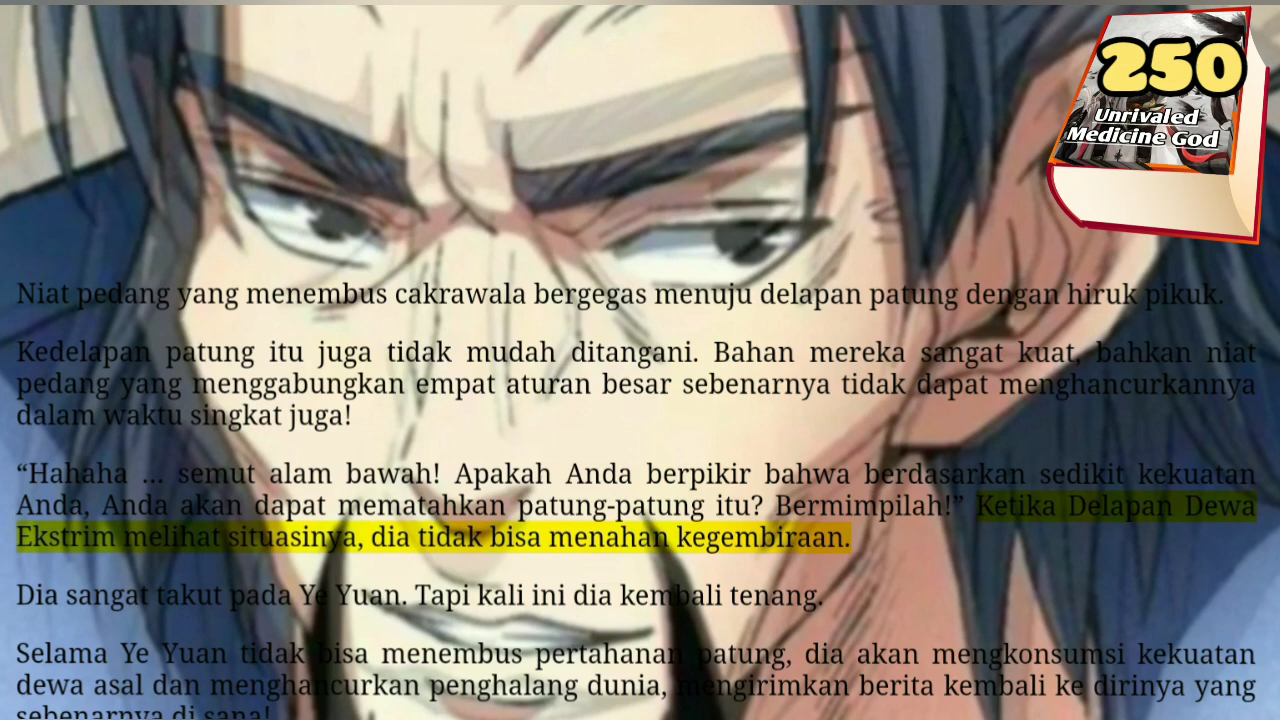 250
Unrivaled
Medicine God
Niat pedang yang menembus cakrawala bergegas menuju delapan patung dengan hiruk pikuk.
Kedelapan patung itu juga tidak mudah ditangani. Bahan mereka sangat kuat, bahkan niat
pedang yang menggabungkan empat aturan besar sebenarnya tidak dapat menghancurkannya
dalam waktu singkat juga!
“Hahaha ... semut alam bawah! Apakah Anda berpikir bahwa berdasarkan sedikit kekuatan
Anda, Anda akan dapat mematahkan patung-patung itu? Bermimpilah!” Ketika Delapan Dewa
Ekstrim melihat situasinya, dia tidak bisa menahan kegembiraan.
Dia sangat takut pada Ye Yuan. Tapi kali ini dia kembali tenang.
Selama Ye Yuan tidak bisa menembus pertahanan patung, dia akan mengkonsumsi kekuatan
dewa asal dan menghancurkan penghalang dunia, mengirimkan berita kembali ke dirinya yang
sebenarnya di sana!